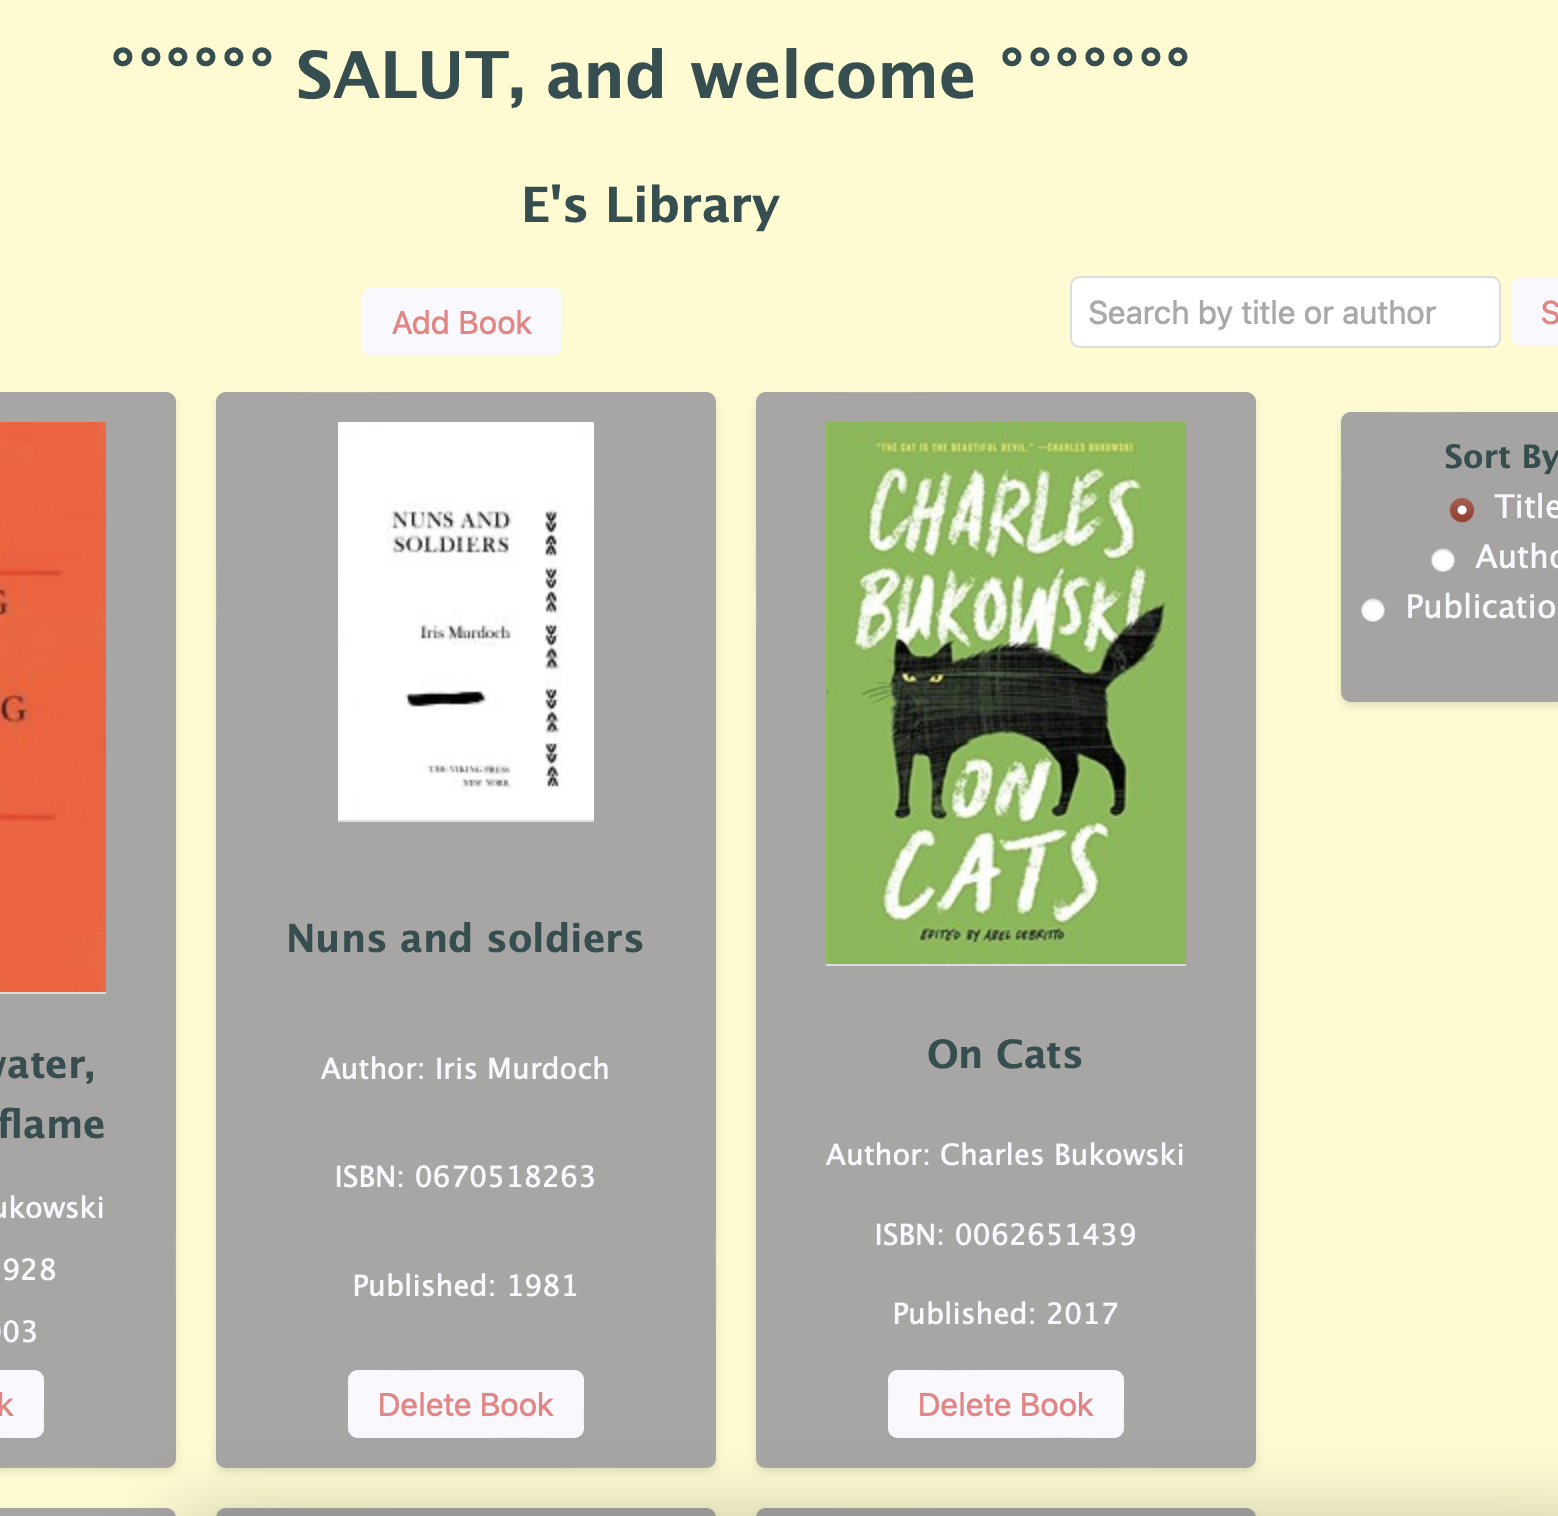 °°°°°° SALUT, and welcome °°°°°°°
E's Library
Add Book
Search by title or author
S
G
G
water,
flame
ukowski
928
003
k
NUNS AND
SOLDIERS
Iris Murdoch
THE VIKING PRESS
NEW YORK
Nuns and soldiers
Author: Iris Murdoch
ISBN: 0670518263
Published: 1981
Delete Book
"THE CAT IS THE BEAUTIFUL DEVIL." —CHARLES BUKOWSKI
CHARLES
BUKOWSKI
ON
CATS
EDITED BY ABEL DEBRITTO
On Cats
Author: Charles Bukowski
ISBN: 0062651439
Published: 2017
Delete Book
Sort By
Title
Autho
Publicatio